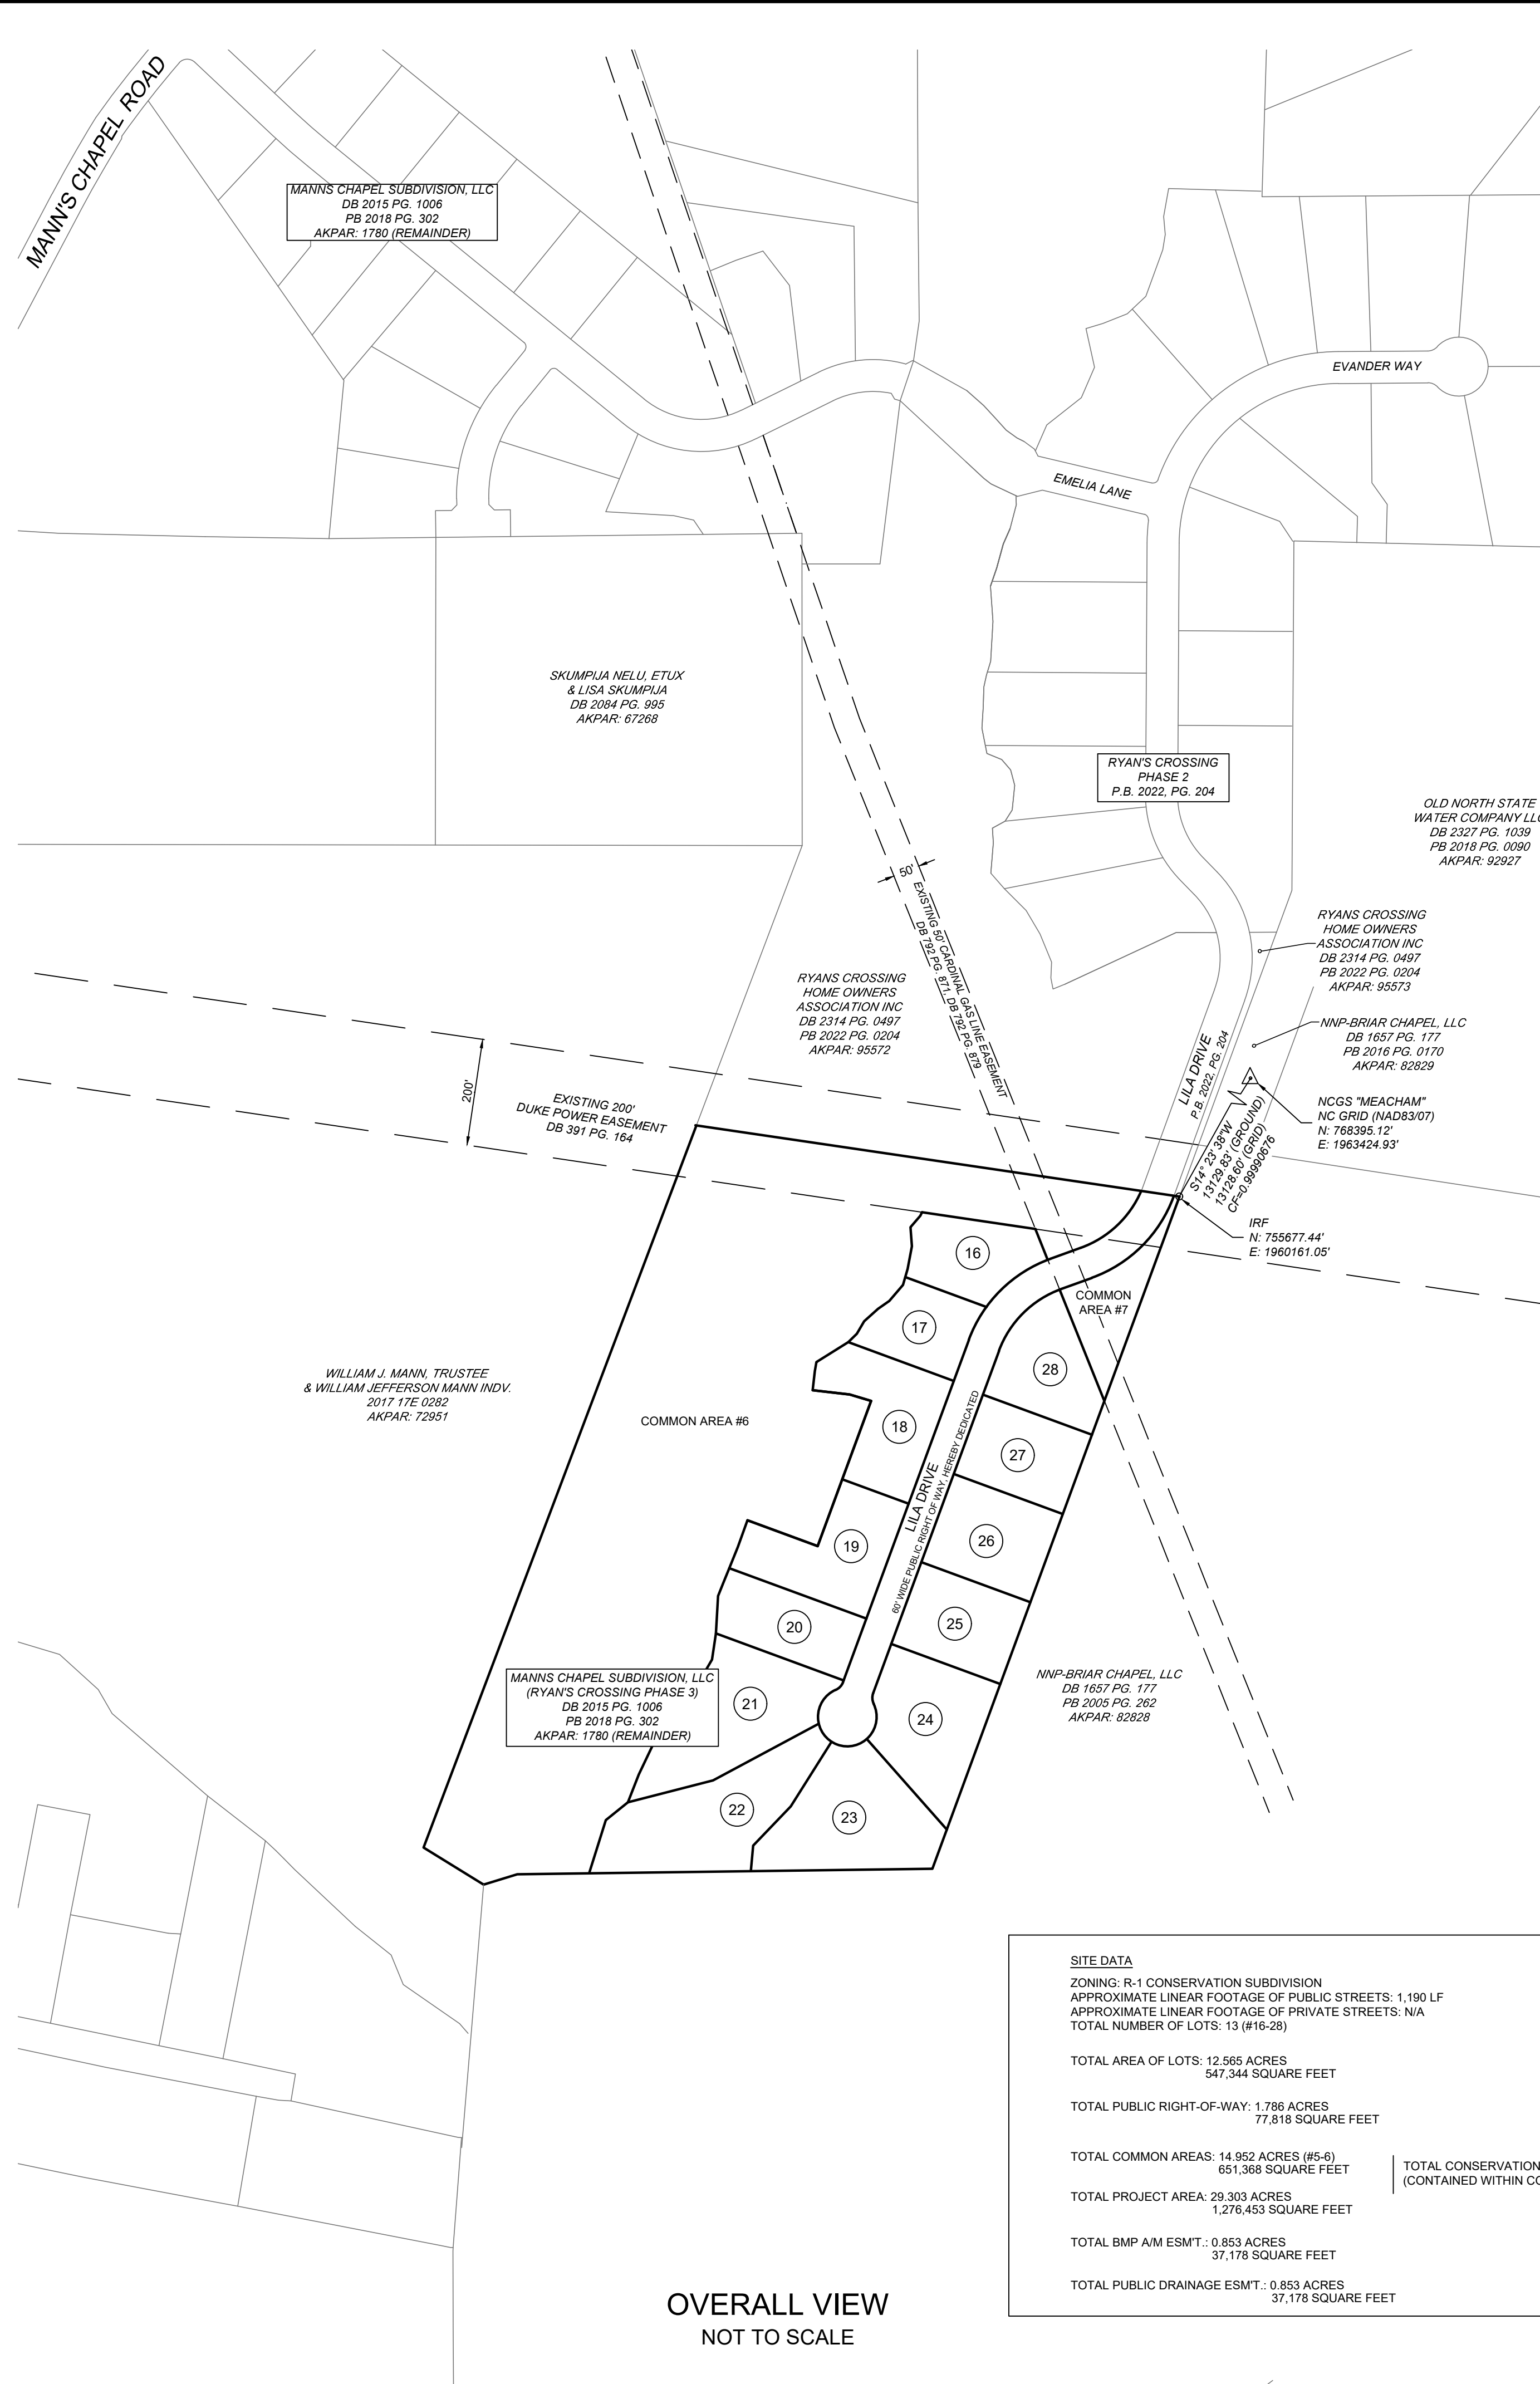 MANN'S CHAPEL ROAD
MANNS CHAPEL SUBDIVISION, LLC
DB 2015 PG. 1006
PB 2018 PG. 302
AKPAR: 1780 (REMAINDER)
EVANDER WAY
EMELIA LANE
SKUMPIJA NELU, ETUX
& LISA SKUMPIJA
DB 2084 PG. 995
AKPAR: 67268
RYAN'S CROSSING
PHASE 2
P.B. 2022, PG. 204
OLD NORTH STATE
WATER COMPANY LLC
DB 2327 PG. 1039
PB 2018 PG. 0090
AKPAR: 92927
50'
EXISTING 50' CARDINAL GAS LINE EASEMENT
DB 792 PG. 871, DB 792 PG. 879
RYANS CROSSING
HOME OWNERS
ASSOCIATION INC
DB 2314 PG. 0497
PB 2022 PG. 0204
AKPAR: 95573
RYANS CROSSING
HOME OWNERS
ASSOCIATION INC
DB 2314 PG. 0497
PB 2022 PG. 0204
AKPAR: 95572
NNP-BRIAR CHAPEL, LLC
DB 1657 PG. 177
PB 2016 PG. 0170
AKPAR: 82829
LILA DRIVE
P.B. 2022, PG. 204
200'
EXISTING 200'
DUKE POWER EASEMENT
DB 391 PG. 164
NCGS "MEACHAM"
NC GRID (NAD83/07)
N: 768395.12'
E: 1963424.93'
S14° 23' 38"W
13129.83' (GROUND)
13128.60' (GRID)
CF=0.99990676
IRF
N: 755677.44'
E: 1960161.05'
16
COMMON
AREA #7
17
28
WILLIAM J. MANN, TRUSTEE
& WILLIAM JEFFERSON MANN INDV.
2017 17E 0282
AKPAR: 72951
COMMON AREA #6
18
27
LILA DRIVE
60' WIDE PUBLIC RIGHT OF WAY, HEREBY DEDICATED
19
26
20
25
MANNS CHAPEL SUBDIVISION, LLC
(RYAN'S CROSSING PHASE 3)
DB 2015 PG. 1006
PB 2018 PG. 302
AKPAR: 1780 (REMAINDER)
21
24
NNP-BRIAR CHAPEL, LLC
DB 1657 PG. 177
PB 2005 PG. 262
AKPAR: 82828
22
23
SITE DATA
ZONING: R-1 CONSERVATION SUBDIVISION
APPROXIMATE LINEAR FOOTAGE OF PUBLIC STREETS: 1,190 LF
APPROXIMATE LINEAR FOOTAGE OF PRIVATE STREETS: N/A
TOTAL NUMBER OF LOTS: 13 (#16-28)
TOTAL AREA OF LOTS: 12.565 ACRES
547,344 SQUARE FEET
TOTAL PUBLIC RIGHT-OF-WAY: 1.786 ACRES
77,818 SQUARE FEET
TOTAL COMMON AREAS: 14.952 ACRES (#5-6)
651,368 SQUARE FEET
TOTAL CONSERVATION
(CONTAINED WITHIN CO
TOTAL PROJECT AREA: 29.303 ACRES
1,276,453 SQUARE FEET
TOTAL BMP A/M ESM'T.: 0.853 ACRES
37,178 SQUARE FEET
TOTAL PUBLIC DRAINAGE ESM'T.: 0.853 ACRES
37,178 SQUARE FEET
OVERALL VIEW
NOT TO SCALE